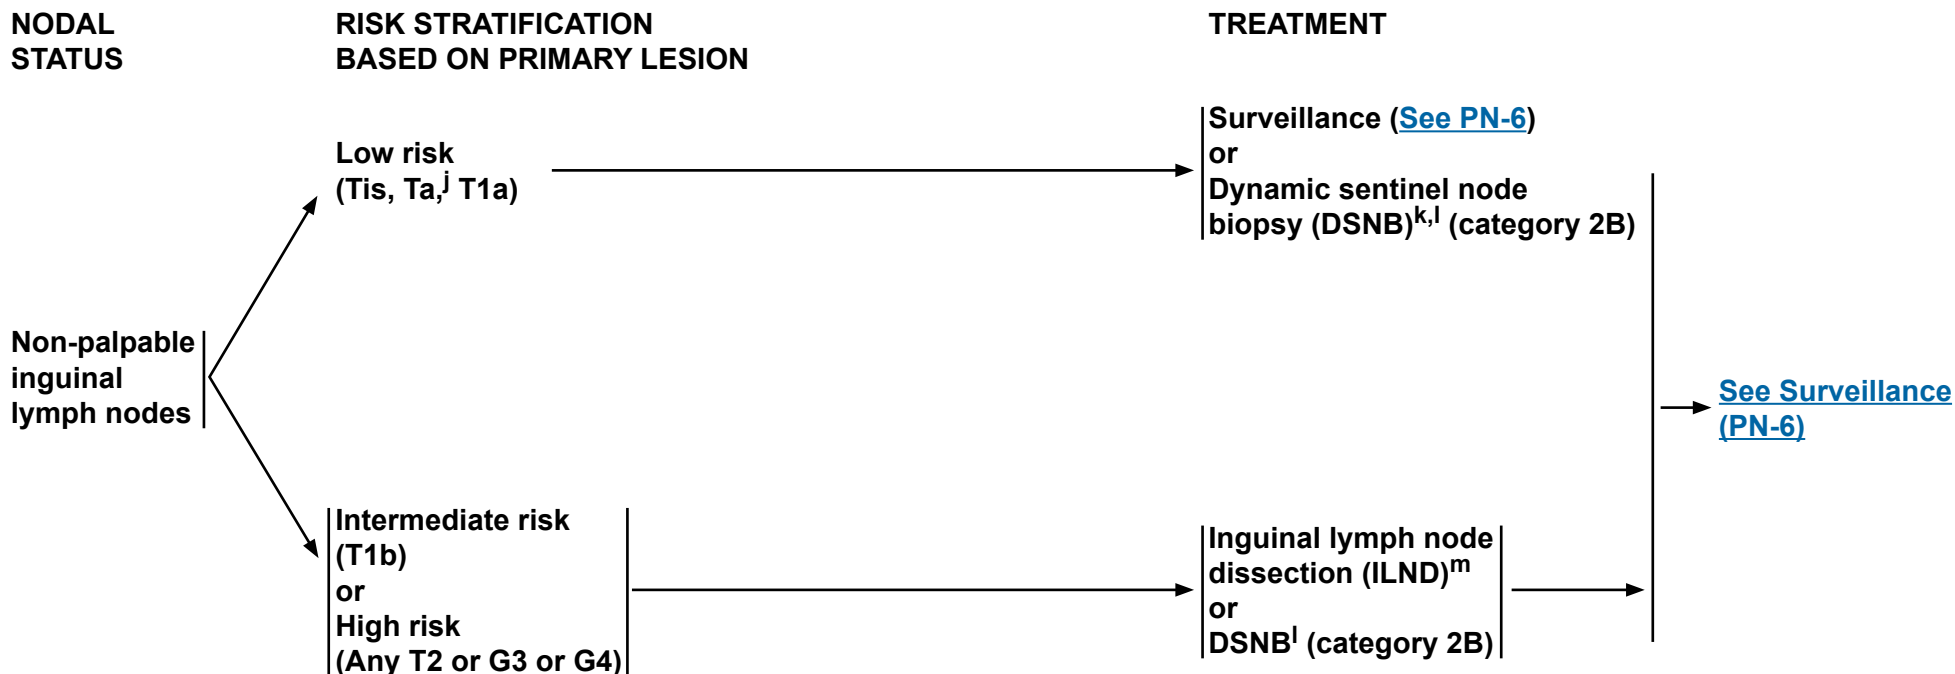 NODAL
STATUS
RISK STRATIFICATION
BASED ON PRIMARY LESION
TREATMENT
Low risk
(Tis, Ta,j T1a)
Surveillance (See PN-6)
or
Dynamic sentinel node
biopsy (DSNB)k,l (category 2B)
Non-palpable
inguinal
lymph nodes
See Surveillance
(PN-6)
Intermediate risk
(T1b)
or
High risk
(Any T2 or G3 or G4)
Inguinal lymph node
dissection (ILND)m
or
DSNBl (category 2B)